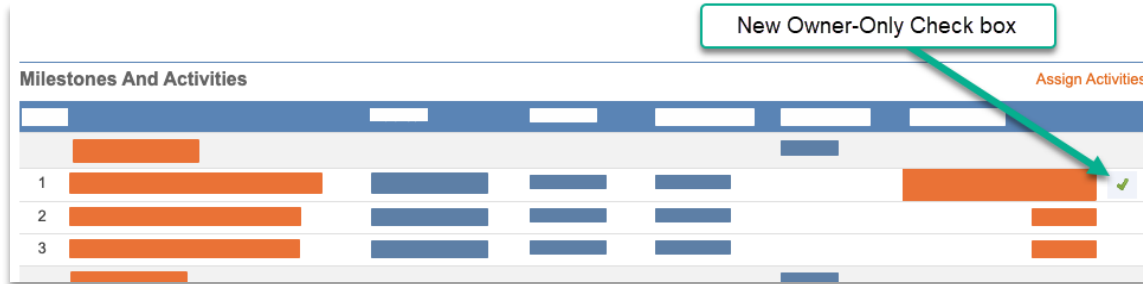 New Owner-Only Check box
Milestones And Activities
Assign Activities
1
2
3